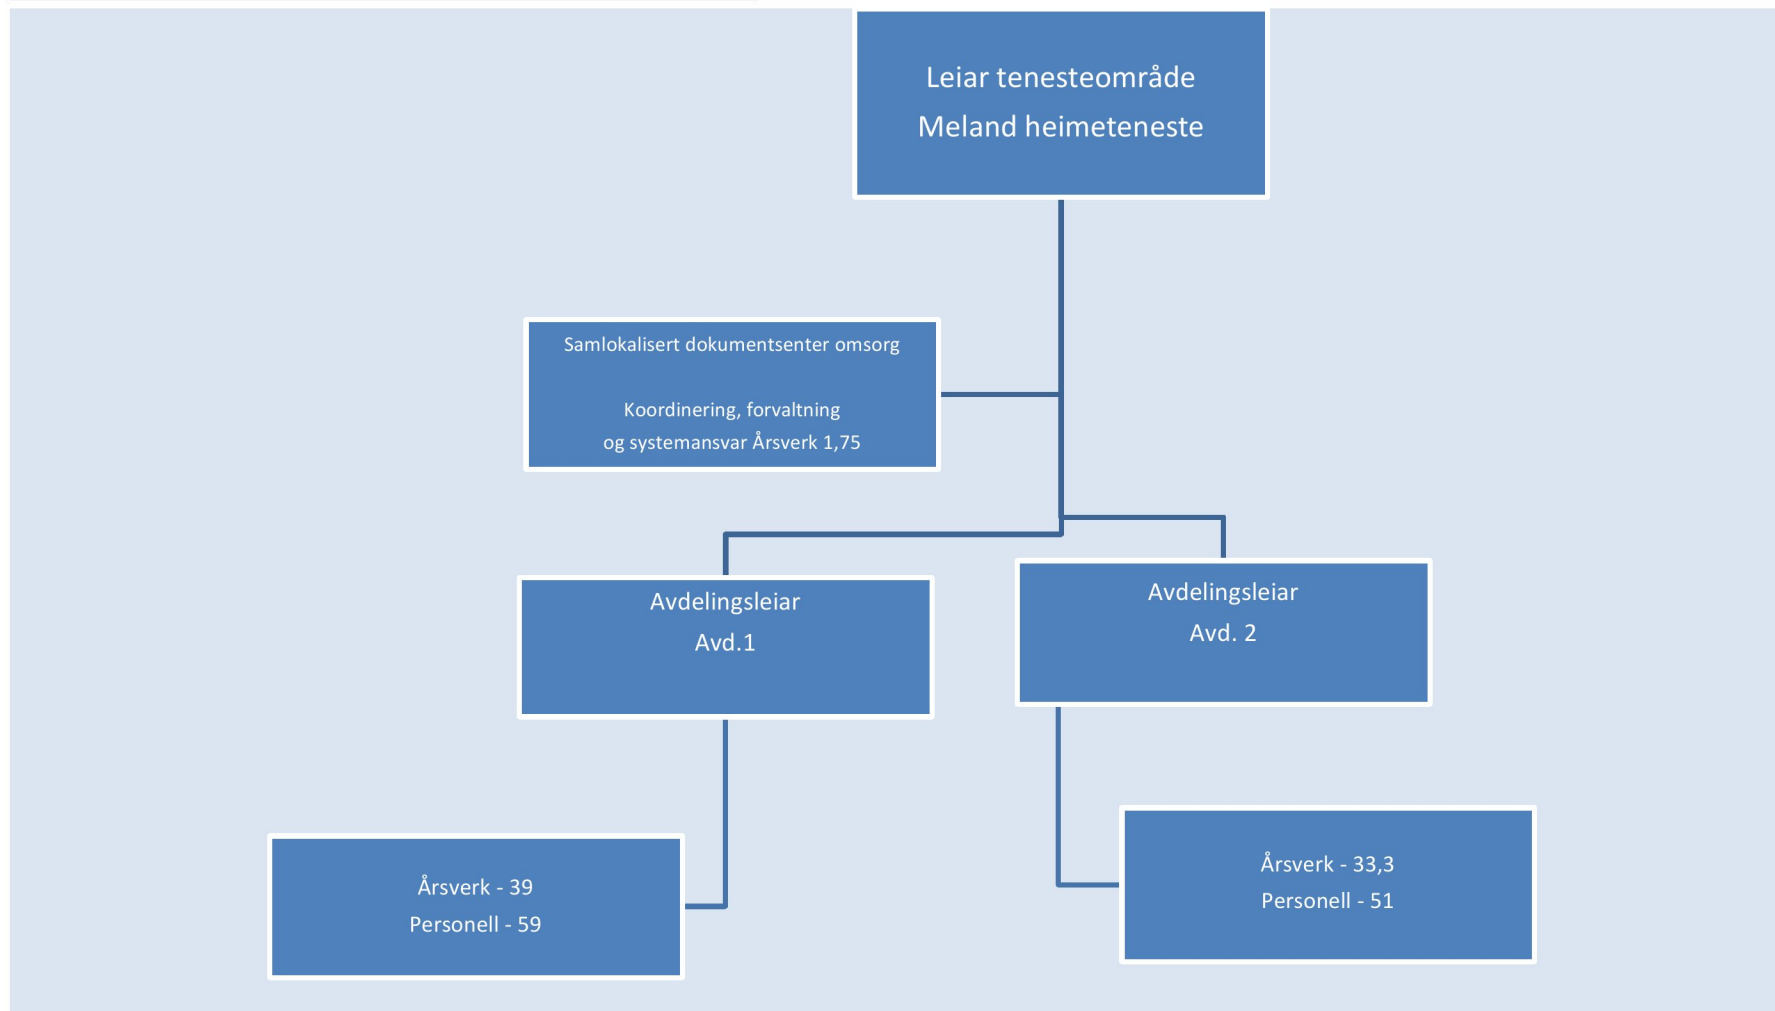 Leiar tenesteområde
Meland heimeteneste
Samlokalisert dokumentsenter omsorg
Koordinering, forvaltning
og systemansvar Årsverk 1,75
Avdelingsleiar
Avd.1
Avdelingsleiar
Avd. 2
Årsverk - 39
Personell - 59
Årsverk - 33,3
Personell - 51